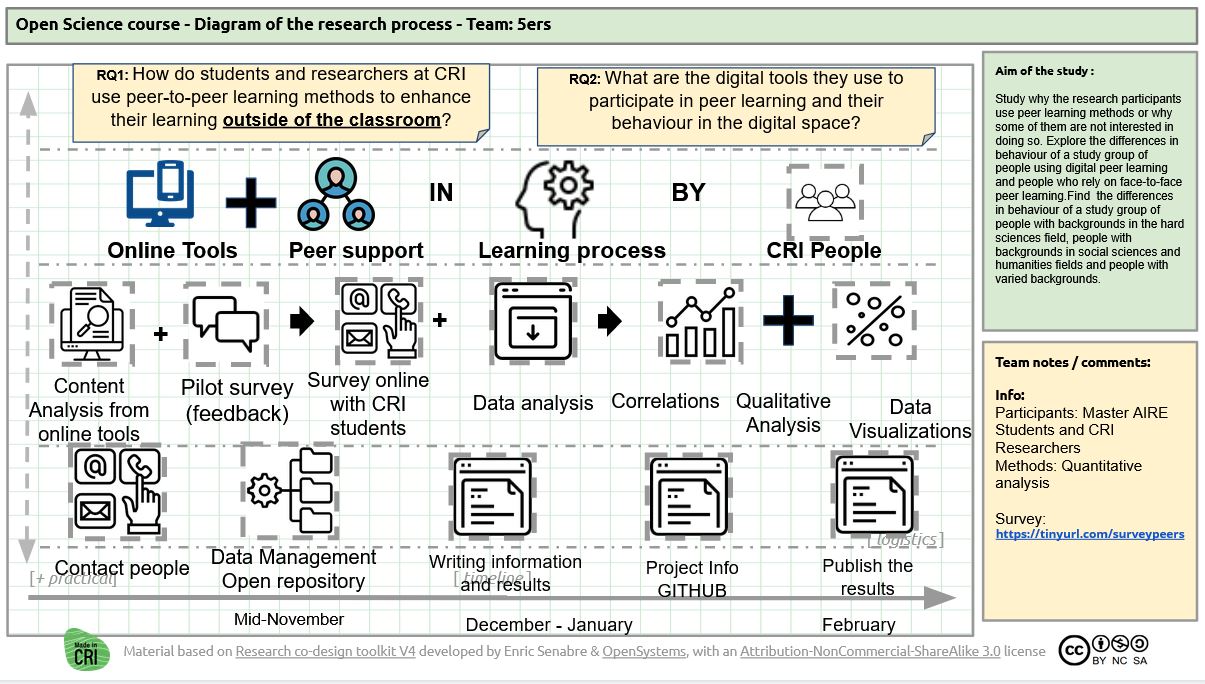 Open Science course - Diagram of the research process - Team: 5ers
RQ1: How do students and researchers at CRI
use peer-to-peer learning methods to enhance
their learning outside of the classroom?
RQ2: What are the digital tools they use to
participate in peer learning and their
behaviour in the digital space?
IN
BY
Online Tools
Peer support
Learning process
CRI People
Content
Analysis from
online tools
Pilot survey
(feedback)
Survey online
with CRI
students
Data analysis
Correlations
Qualitative
Analysis
Data
Visualizations
Contact people
Data Management
Open repository
Writing information
and results
Project Info
GITHUB
Publish the
results
[+ practical]
[timeline]
[logistics]
Mid-November
December - January
February
Aim of the study :
Study why the research participants
use peer learning methods or why
some of them are not interested in
doing so. Explore the differences in
behaviour of a study group of
people using digital peer learning
and people who rely on face-to-face
peer learning.Find the differences
in behaviour of a study group of
people with backgrounds in the hard
sciences field, people with
backgrounds in social sciences and
humanities fields and people with
varied backgrounds.
Team notes / comments:
Info:
Participants: Master AIRE
Students and CRI
Researchers
Methods: Quantitative
analysis
Survey:
https://tinyurl.com/surveypeers
Made in
CRI
Material based on Research co-design toolkit V4 developed by Enric Senabre & OpenSystems, with an Attribution-NonCommercial-ShareAlike 3.0 license
cc
BY NC SA